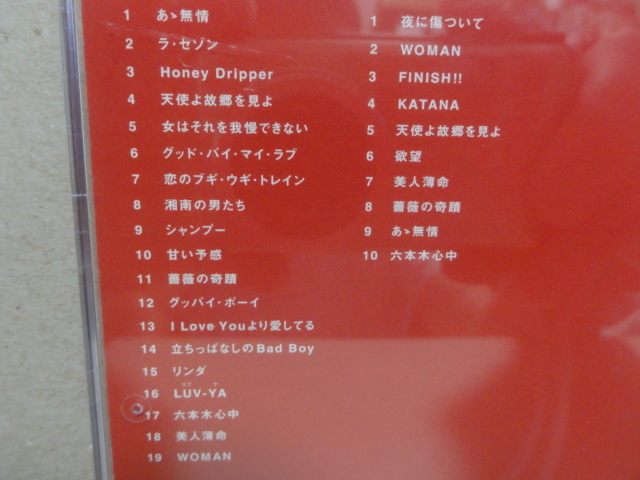 1 あゝ無情
2 ラ・セゾン
3 Honey Dripper
4 天使よ故郷を見よ
5 女はそれを我慢できない
6 グッド・バイ・マイ・ラブ
7 恋のブギ・ウギ・トレイン
8 湘南の男たち
9 シャンプー
10 甘い予感
11 薔薇の奇蹟
12 グッバイ・ボーイ
13 I Love Youより愛してる
14 立ちっぱなしのBad Boy
15 リンダ
16 LUV-YA
17 六本木心中
18 美人薄命
19 WOMAN
1 夜に傷ついて
2 WOMAN
3 FINISH!!
4 KATANA
5 天使よ故郷を見よ
6 欲望
7 美人薄命
8 薔薇の奇蹟
9 あゝ無情
10 六本木心中